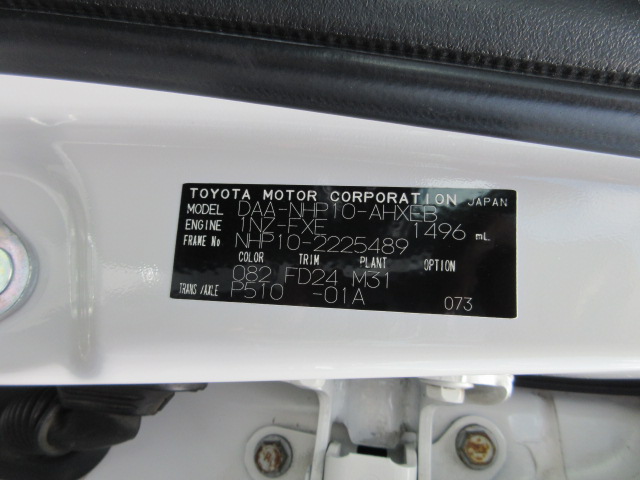 TOYOTA MOTOR CORPORATION JAPAN
MODEL DAA-NHP10-AHXEB
ENGINE 1NZ-FXE 1496 mL
FRAME No NHP10-2225489
COLOR TRIM PLANT OPTION
082 FD24 M31
TRANS/AXLE P510 -01A 073